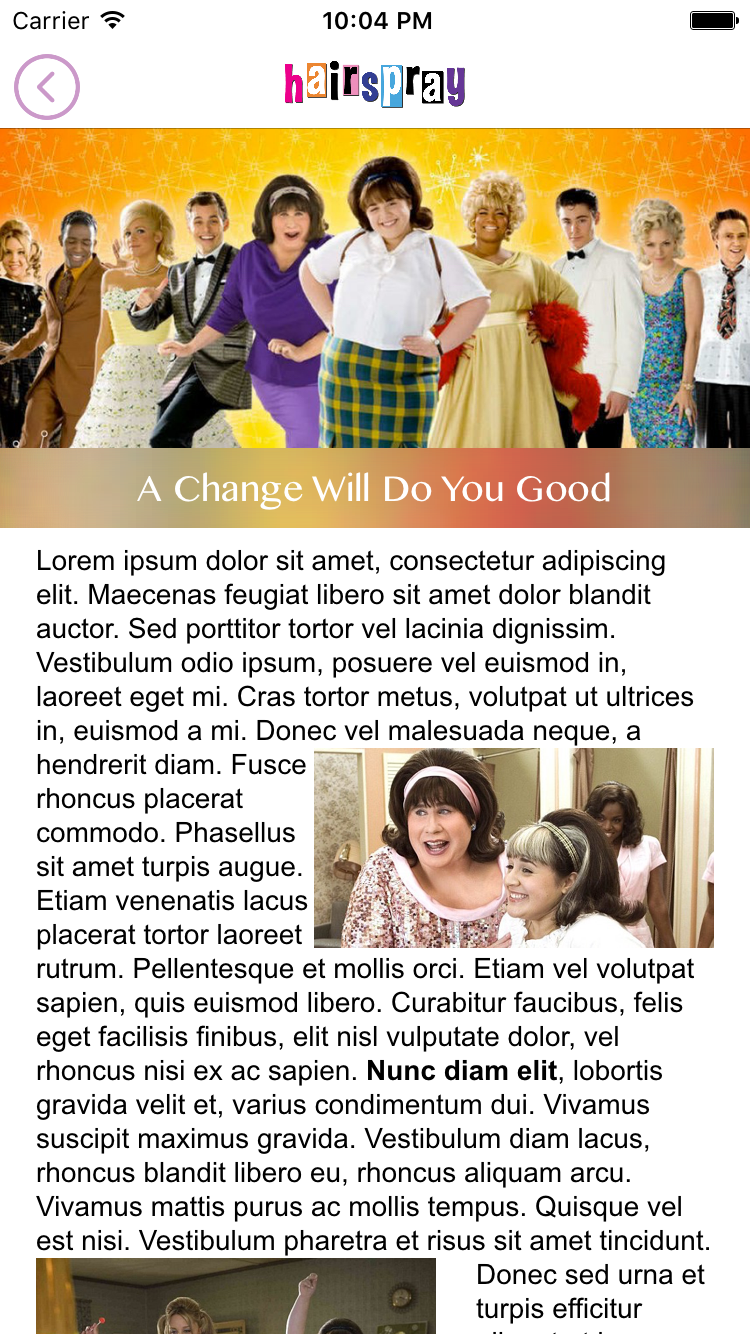 Carrier 10:04 PM
hairspray
A Change Will Do You Good
Lorem ipsum dolor sit amet, consectetur adipiscing
elit. Maecenas feugiat libero sit amet dolor blandit
auctor. Sed porttitor tortor vel lacinia dignissim.
Vestibulum odio ipsum, posuere vel euismod in,
laoreet eget mi. Cras tortor metus, volutpat ut ultrices
in, euismod a mi. Donec vel malesuada neque, a
hendrerit diam. Fusce
rhoncus placerat
commodo. Phasellus
sit amet turpis augue.
Etiam venenatis lacus
placerat tortor laoreet
rutrum. Pellentesque et mollis orci. Etiam vel volutpat
sapien, quis euismod libero. Curabitur faucibus, felis
eget facilisis finibus, elit nisl vulputate dolor, vel
rhoncus nisi ex ac sapien. Nunc diam elit, lobortis
gravida velit et, varius condimentum dui. Vivamus
suscipit maximus gravida. Vestibulum diam lacus,
rhoncus blandit libero eu, rhoncus aliquam arcu.
Vivamus mattis purus ac mollis tempus. Quisque vel
est nisi. Vestibulum pharetra et risus sit amet tincidunt.
Donec sed urna et
turpis efficitur